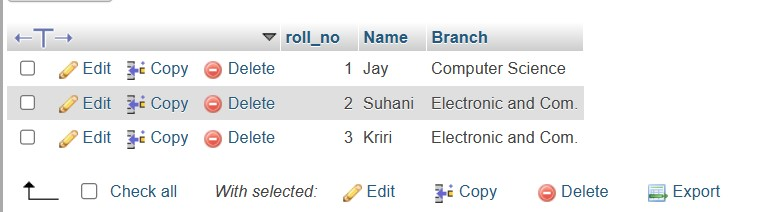 roll_no Name Branch
Edit Copy Delete 1 Jay Computer Science
Edit Copy Delete 2 Suhani Electronic and Com.
Edit Copy Delete 3 Kriri Electronic and Com.
Check all With selected: Edit Copy Delete Export